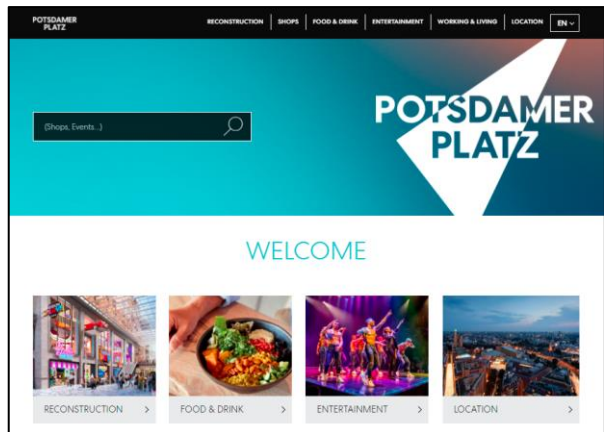 POTSDAMER
PLATZ
RECONSTRUCTION SHOPS FOOD & DRINK ENTERTAINMENT WORKING & LIVING LOCATION EN
(Shops, Events...)
POTSDAMER
PLATZ
WELCOME
RECONSTRUCTION FOOD & DRINK ENTERTAINMENT LOCATION